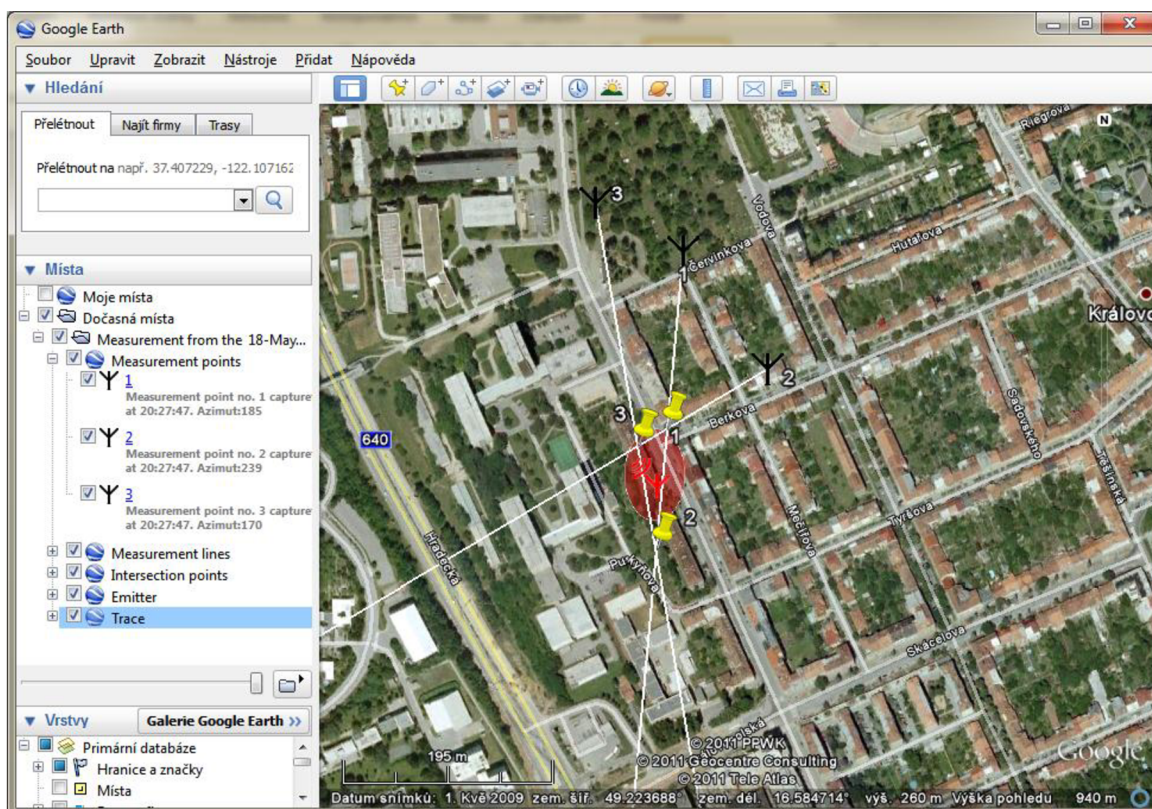 Google Earth
Soubor Upravit Zobrazit Nástroje Přidat Nápověda
Hledání
Přelétnout Najít firmy Trasy
Přelétnout na např. 37.407229, -122.107162
Místa
Moje místa
Dočasná místa
Measurement from the 18-May...
Measurement points
1
Measurement point no. 1 capture
at 20:27:47. Azimut:185
2
Measurement point no. 2 capture
at 20:27:47. Azimut:239
3
Measurement point no. 3 capture
at 20:27:47. Azimut:170
Measurement lines
Intersection points
Emitter
Trace
Vrstvy Galerie Google Earth »
Primární databáze
Hranice a značky
Místa
Riegrova
N
3
Vodova
Hutařova
1
Červinkova
Královo
2
Berkova
3
1
640
Sadovského
Těšínská
2
Tyršova
Mečířova
Hradecká
Purkyňova
Skácelova
195 m
© 2011 PPWK
© 2011 Geocentre Consulting
© 2011 Tele Atlas
Google
Datum snímků: 1. Kvě 2009 zem. šíř. 49.223688° zem. dél. 16.584714° výš. 260 m Výška pohledu 940 m